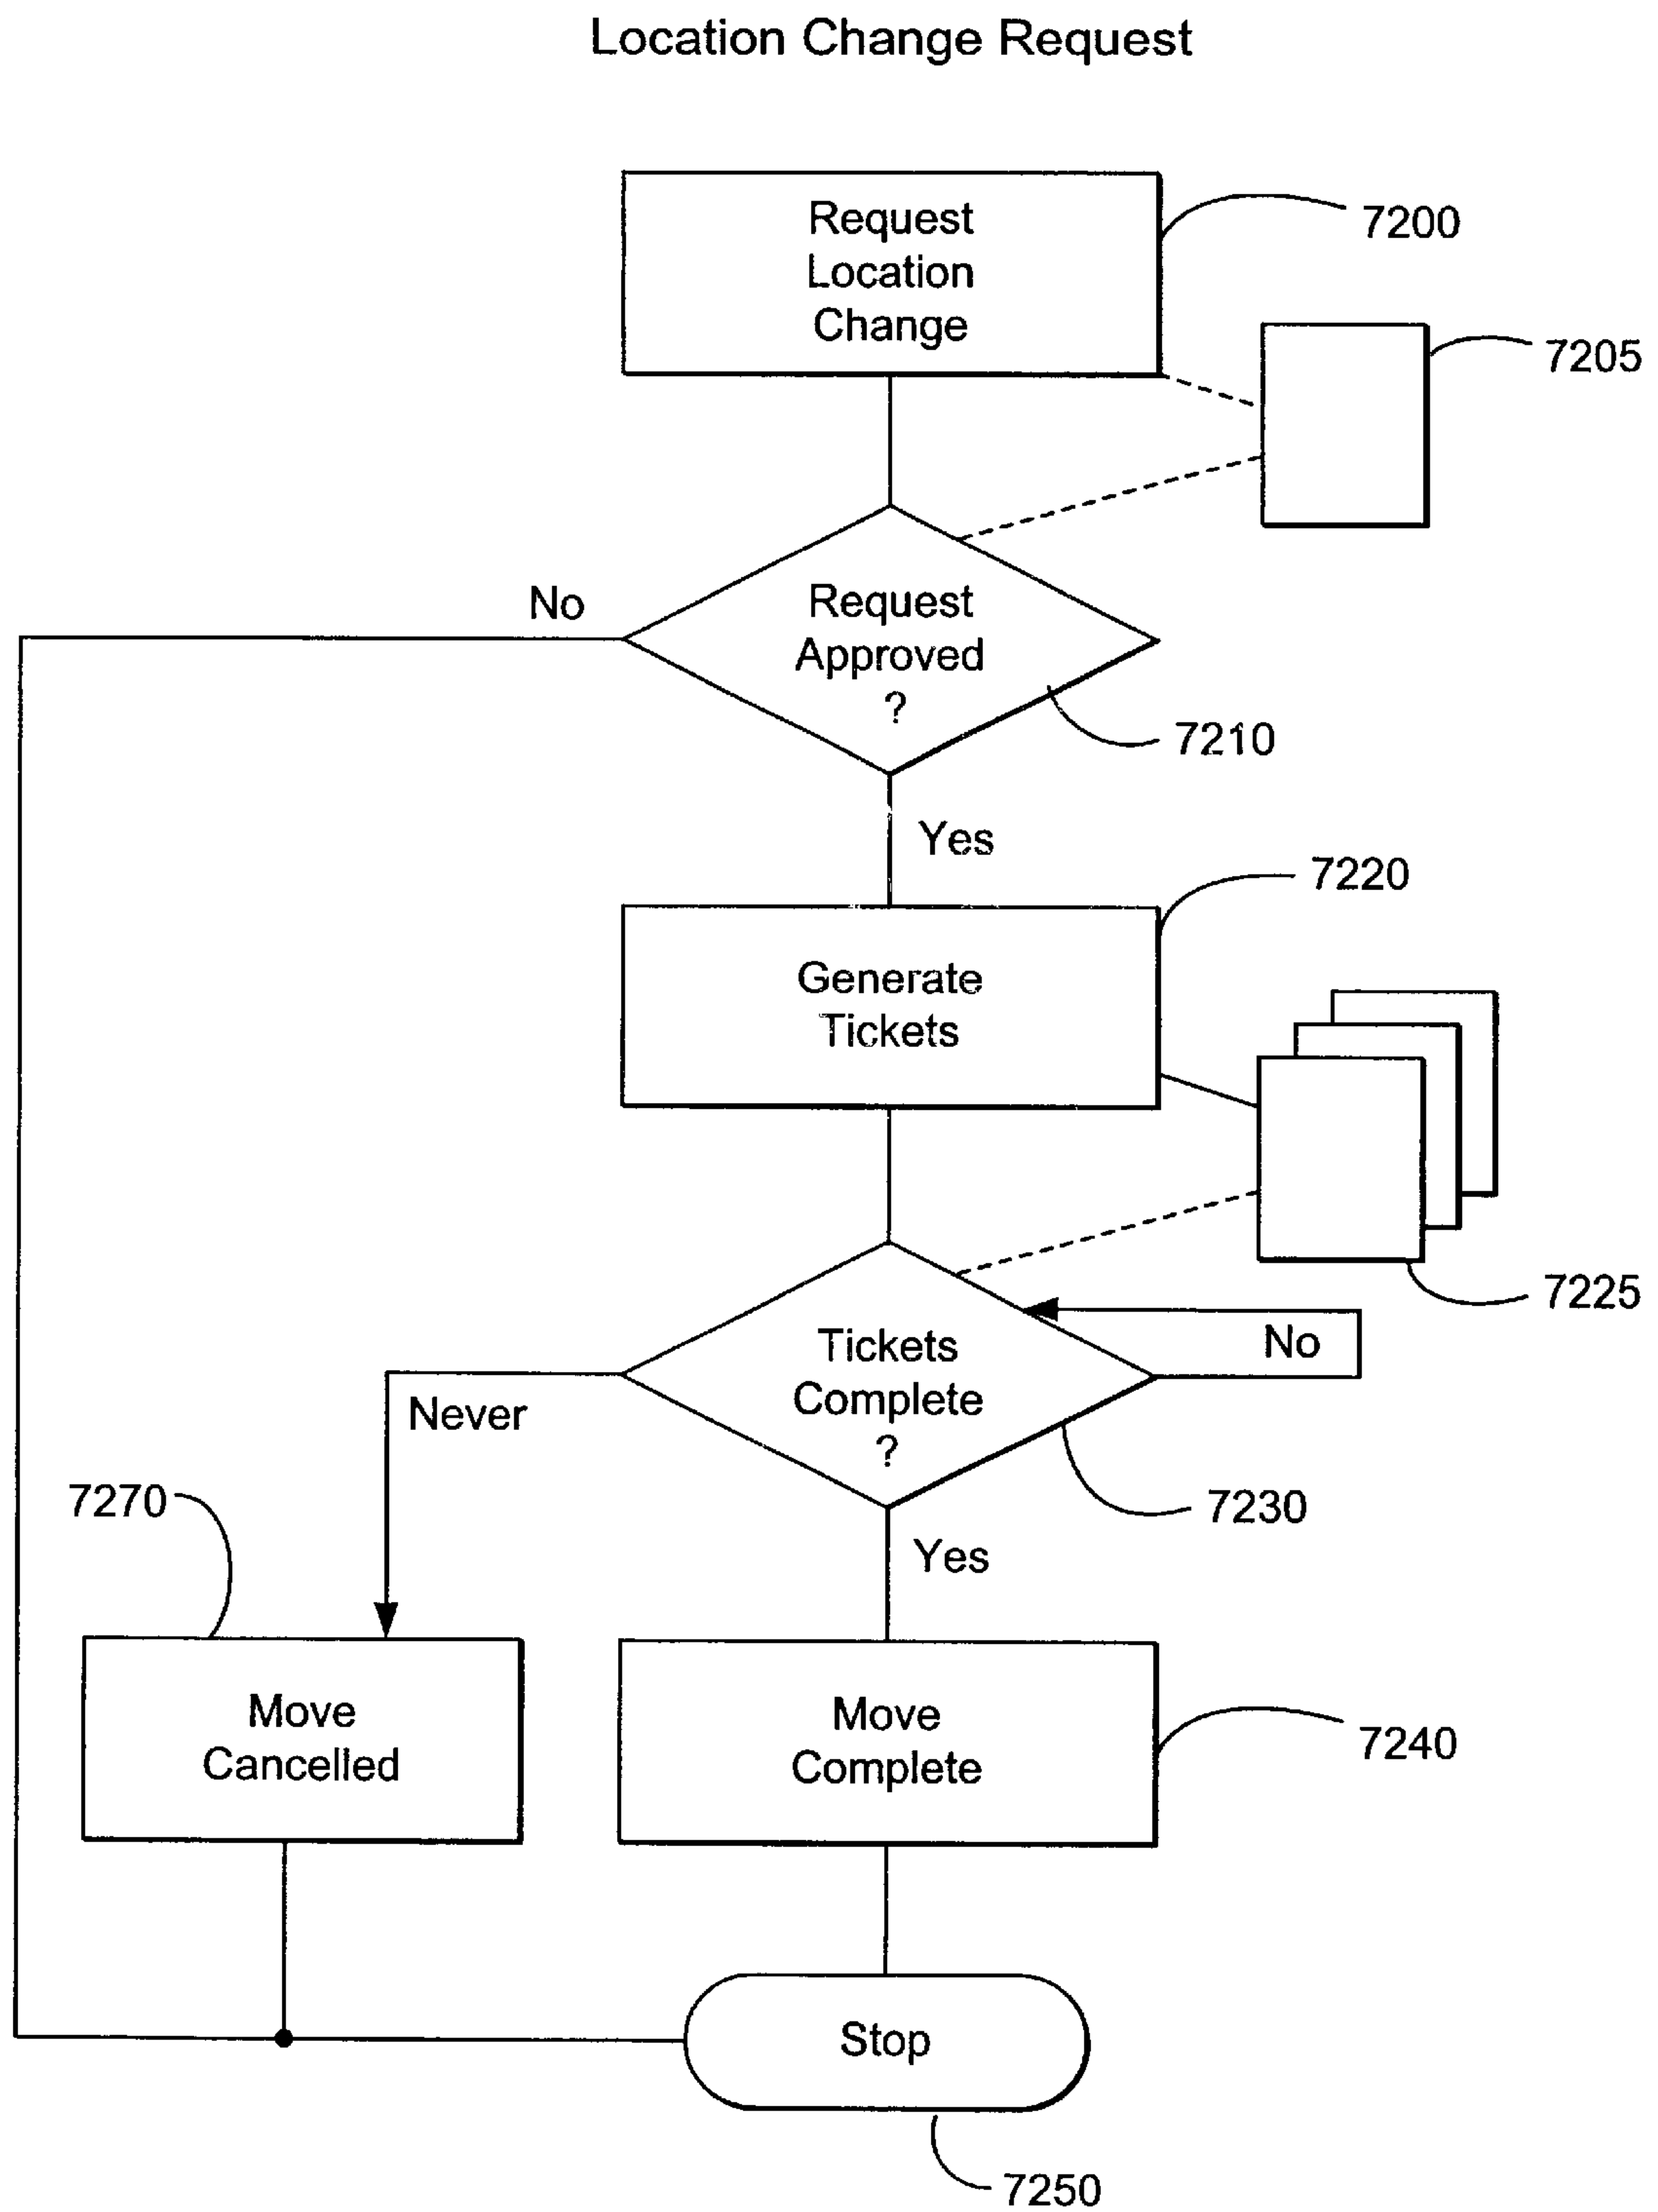 Location Change Request
Request
Location
Change
7200
7205
No
Request
Approved
?
7210
Yes
7220
Generate
Tickets
7225
No
Tickets
Complete
?
Never
7230
7270
Yes
Move
Cancelled
Move
Complete
7240
Stop
7250